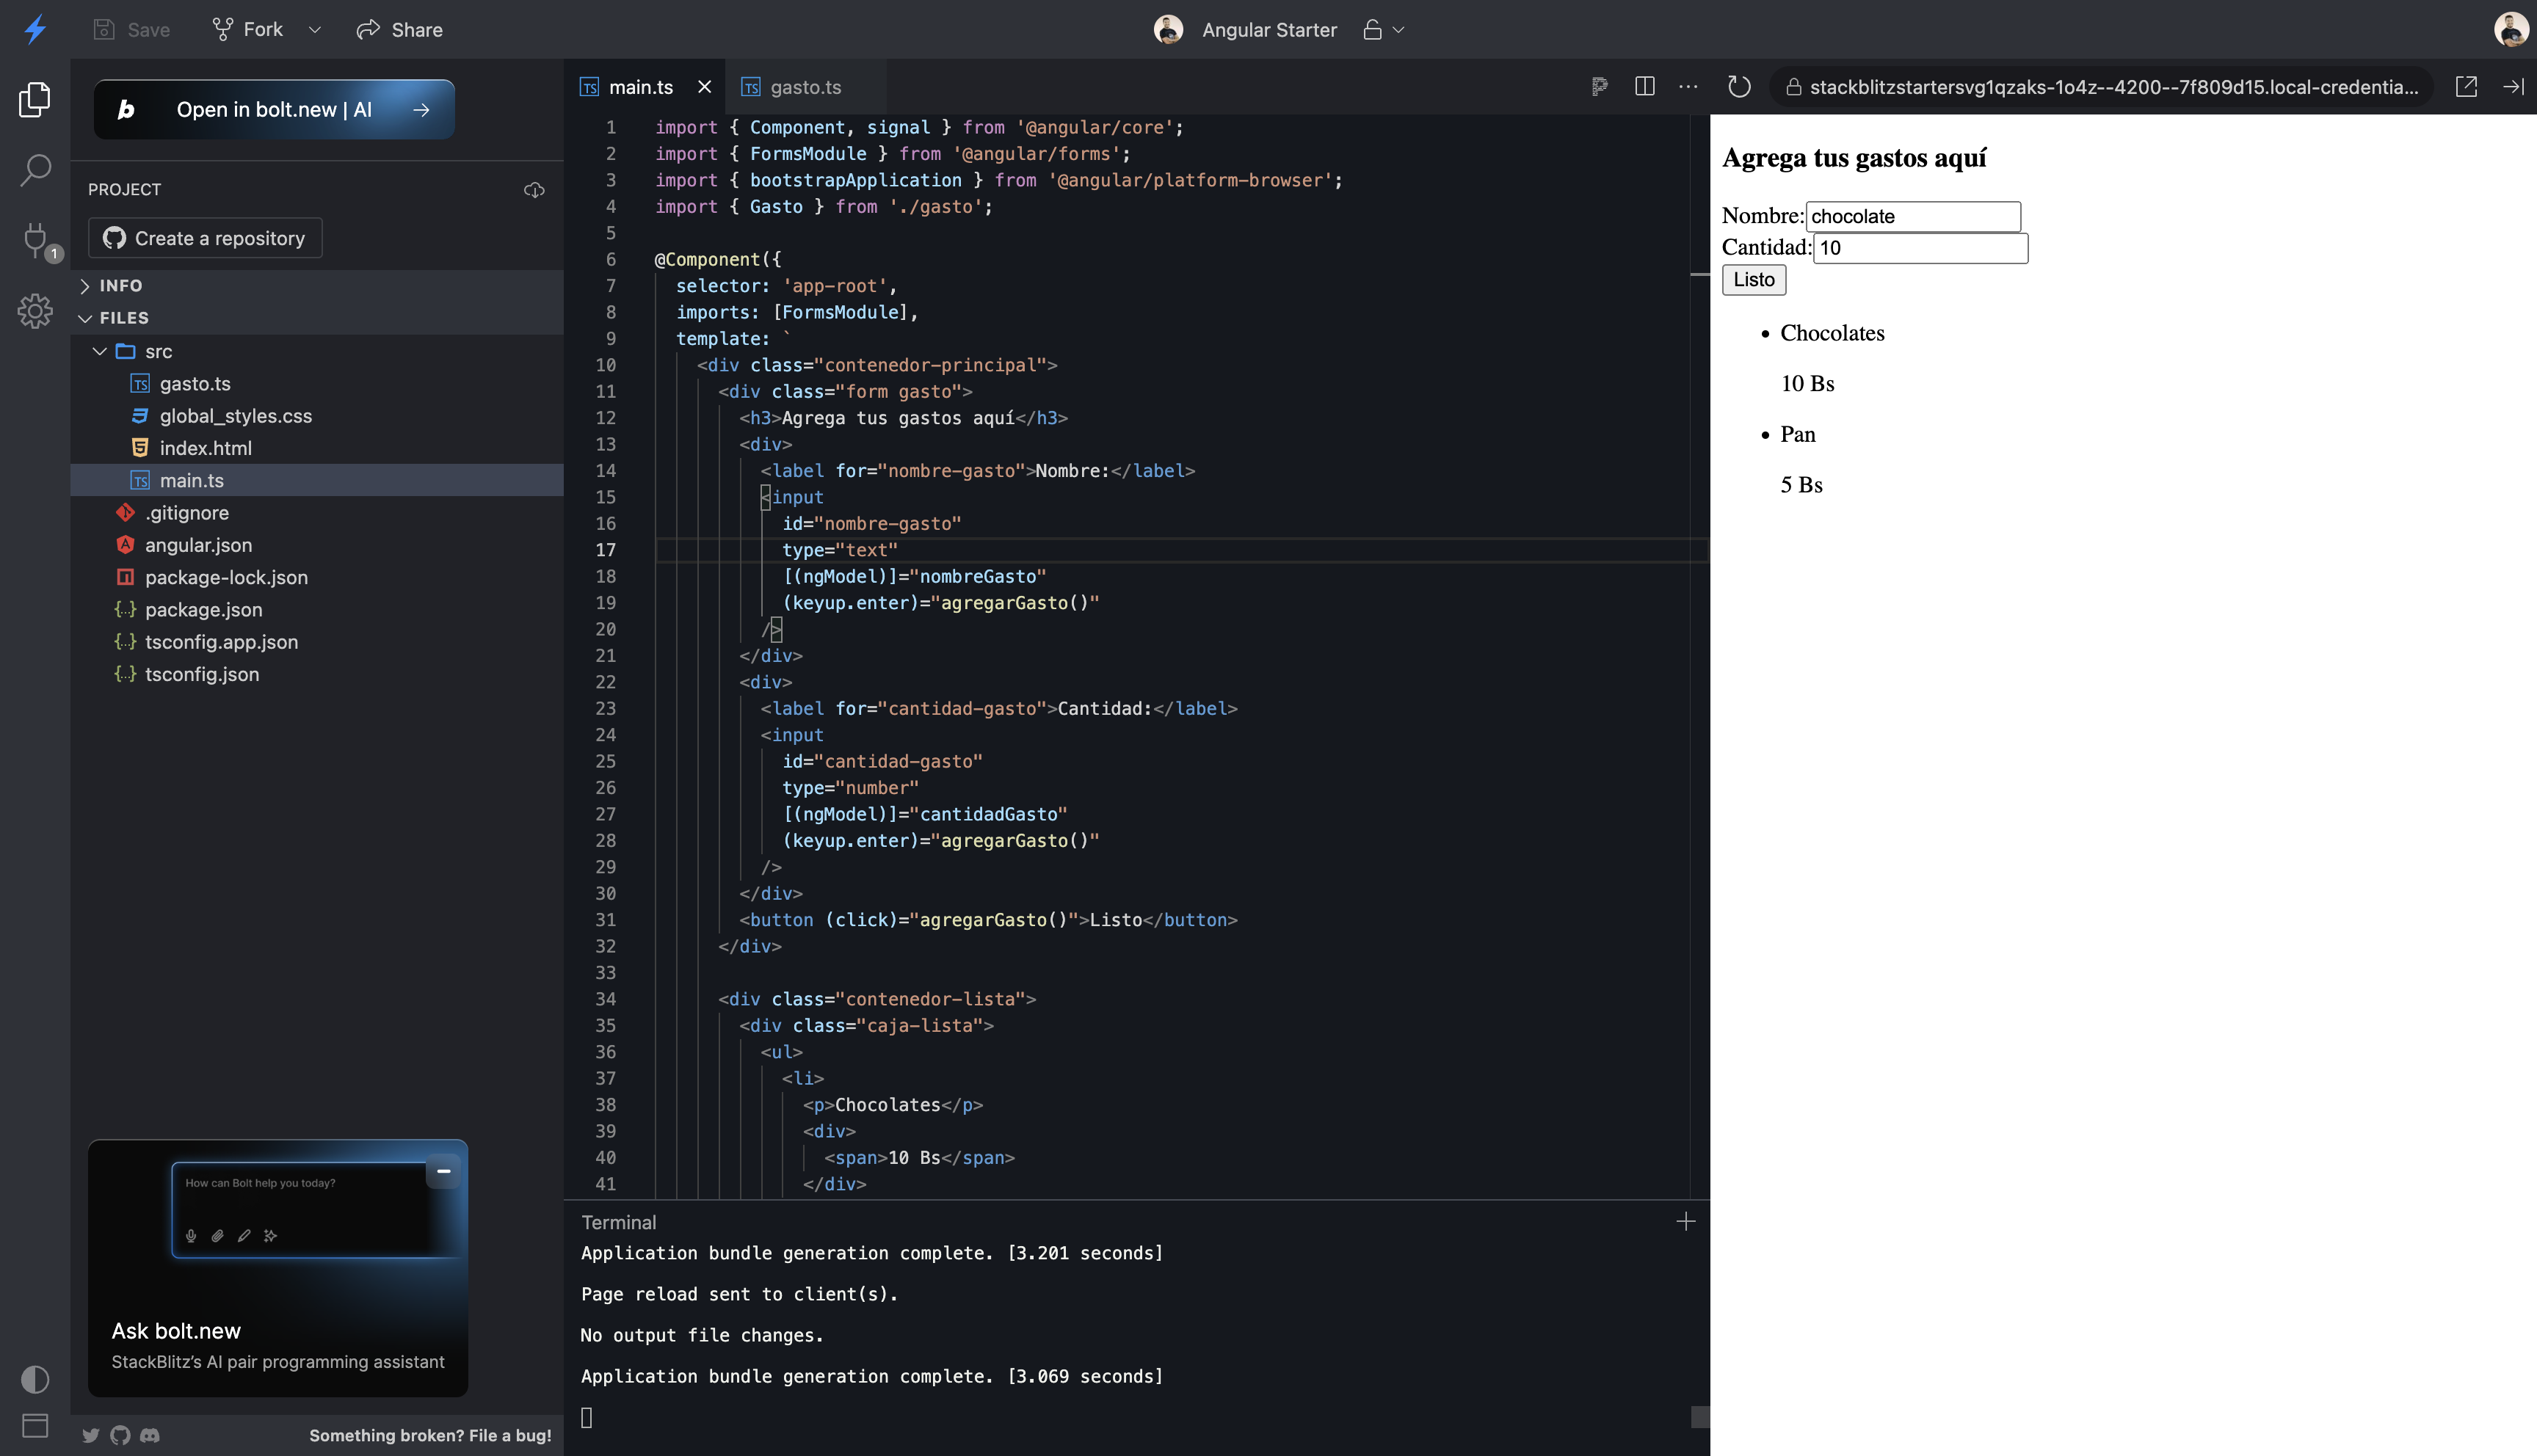 Save
Fork
Share
Angular Starter
b Open in bolt.new | AI
PROJECT
Create a repository
1
INFO
FILES
src
TS gasto.ts
global_styles.css
index.html
TS main.ts
.gitignore
angular.json
package-lock.json
{..} package.json
{..} tsconfig.app.json
{..} tsconfig.json
How can Bolt help you today?
Ask bolt.new
StackBlitz's AI pair programming assistant
Something broken? File a bug!
TS main.ts
TS gasto.ts
stackblitzstartersvg1qzaks-1o4z--4200--7f809d15.local-credentia...
1 import { Component, signal } from '@angular/core';
2 import { FormsModule } from '@angular/forms';
3 import { bootstrapApplication } from '@angular/platform-browser';
4 import { Gasto } from './gasto';
5
6 @Component({
7 selector: 'app-root',
8 imports: [FormsModule],
9 template: `
10 <div class="contenedor-principal">
11 <div class="form gasto">
12 <h3>Agrega tus gastos aquí</h3>
13 <div>
14 <label for="nombre-gasto">Nombre:</label>
15 <input
16 id="nombre-gasto"
17 type="text"
18 [(ngModel)]="nombreGasto"
19 (keyup.enter)="agregarGasto()"
20 />
21 </div>
22 <div>
23 <label for="cantidad-gasto">Cantidad:</label>
24 <input
25 id="cantidad-gasto"
26 type="number"
27 [(ngModel)]="cantidadGasto"
28 (keyup.enter)="agregarGasto()"
29 />
30 </div>
31 <button (click)="agregarGasto()">Listo</button>
32 </div>
33
34 <div class="contenedor-lista">
35 <div class="caja-lista">
36 <ul>
37 <li>
38 <p>Chocolates</p>
39 <div>
40 <span>10 Bs</span>
41 </div>
Terminal
Application bundle generation complete. [3.201 seconds]
Page reload sent to client(s).
No output file changes.
Application bundle generation complete. [3.069 seconds]
Agrega tus gastos aquí
Nombre: chocolate
Cantidad: 10
Listo
• Chocolates
10 Bs
• Pan
5 Bs